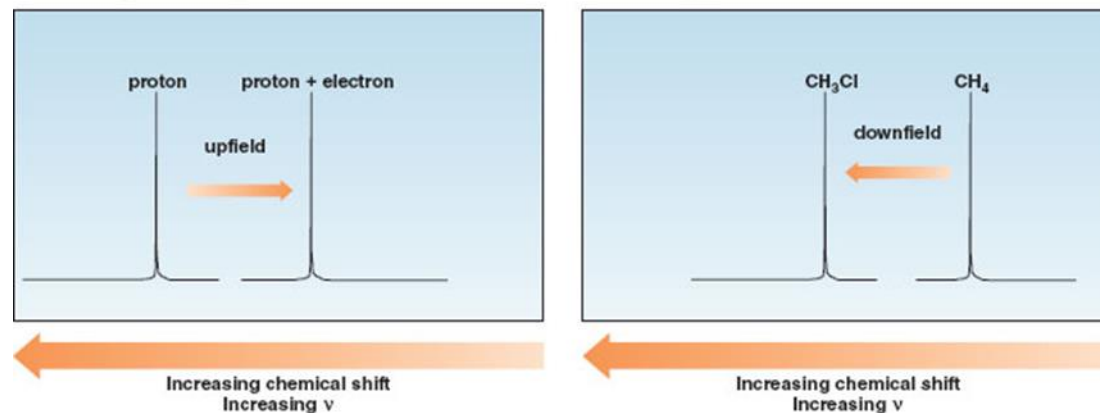 proton
proton + electron
upfield
Increasing chemical shift
Increasing ν
CH₃Cl
CH₄
downfield
Increasing chemical shift
Increasing ν